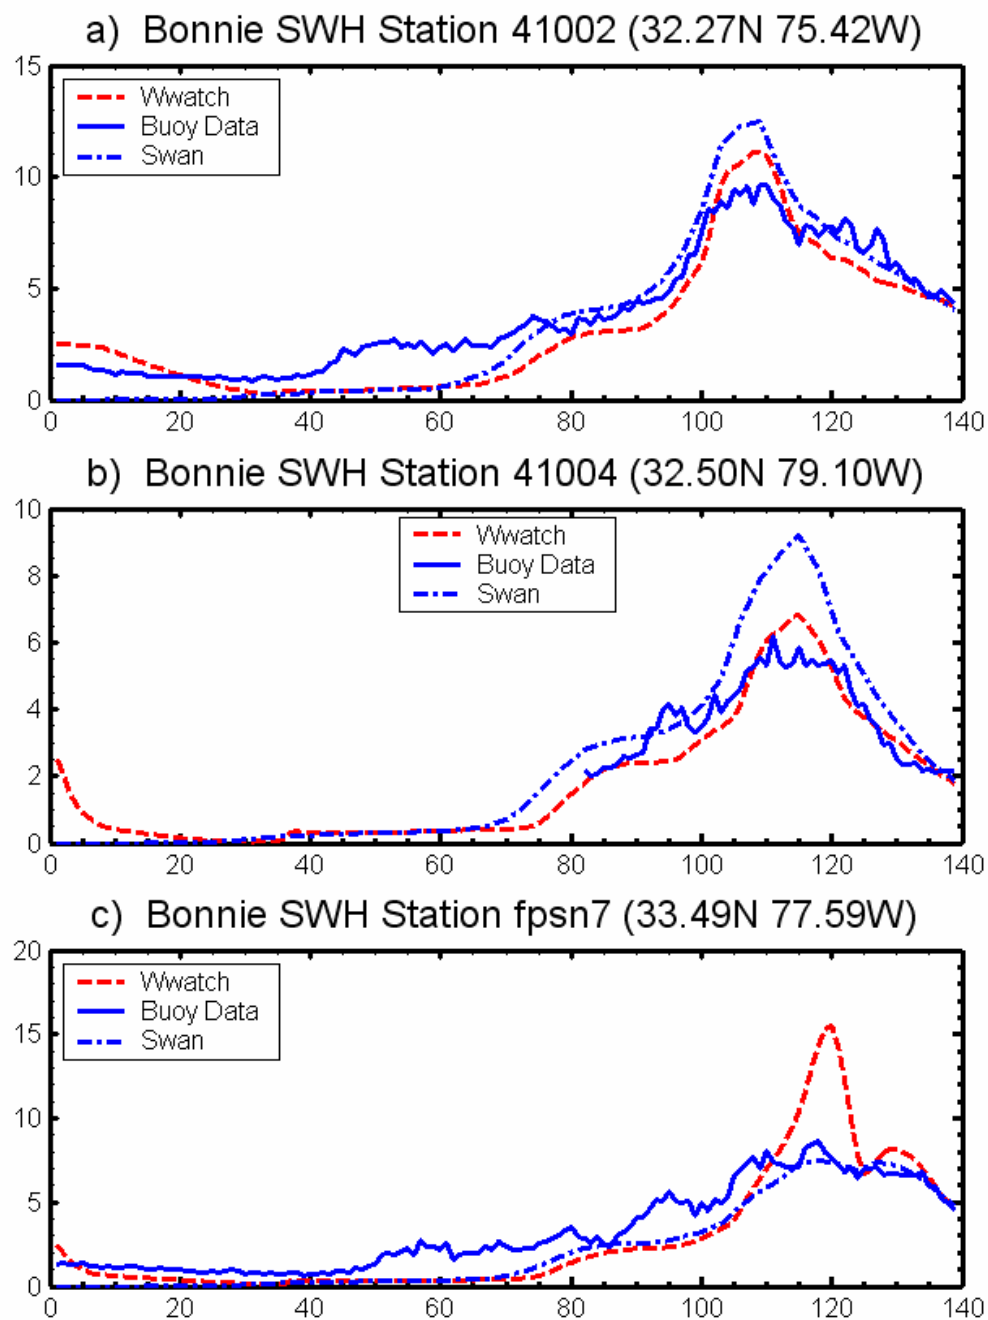 a) Bonnie SWH Station 41002 (32.27N 75.42W)
15
10
5
0
Wwatch
Buoy Data
Swan
0 20 40 60 80 100 120 140
b) Bonnie SWH Station 41004 (32.50N 79.10W)
10
8
6
4
2
0
Wwatch
Buoy Data
Swan
0 20 40 60 80 100 120 140
c) Bonnie SWH Station fpsn7 (33.49N 77.59W)
20
15
10
5
0
Wwatch
Buoy Data
Swan
0 20 40 60 80 100 120 140